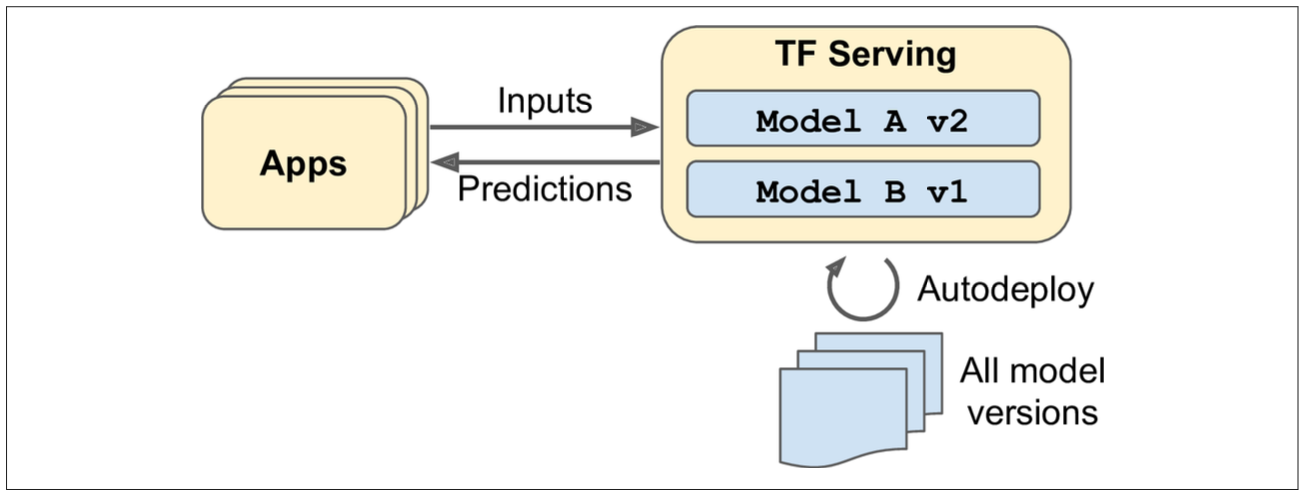 TF Serving
Inputs
Model A v2
Apps
Predictions
Model B v1
Autodeploy
All model
versions